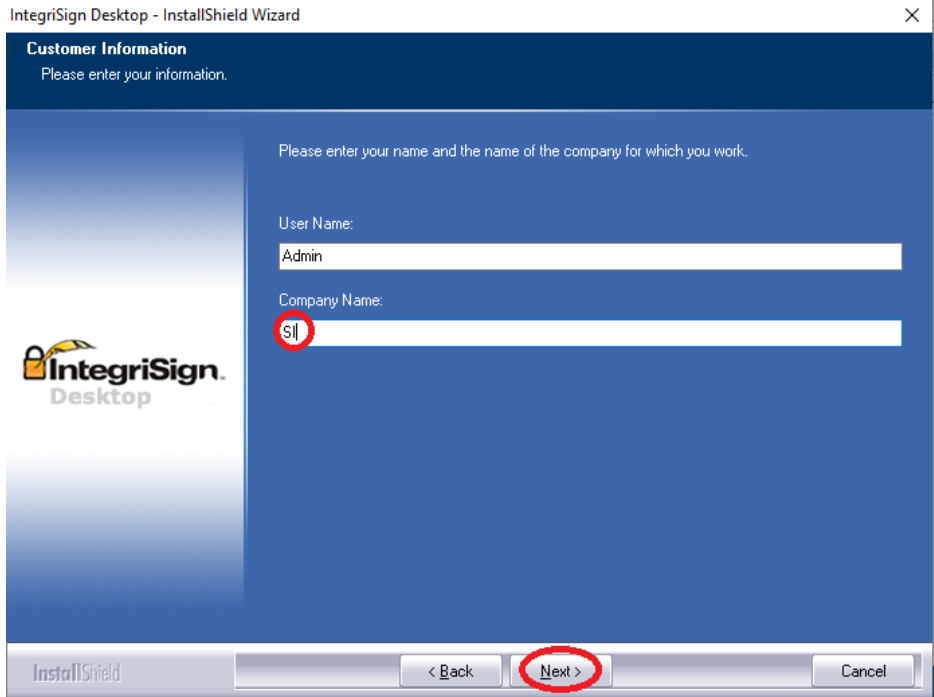 IntegriSign Desktop - InstallShield Wizard
Customer Information
Please enter your information.
Please enter your name and the name of the company for which you work.
User Name:
Admin
Company Name:
SI
IntegriSign.
Desktop
InstallShield
< Back
Next >
Cancel